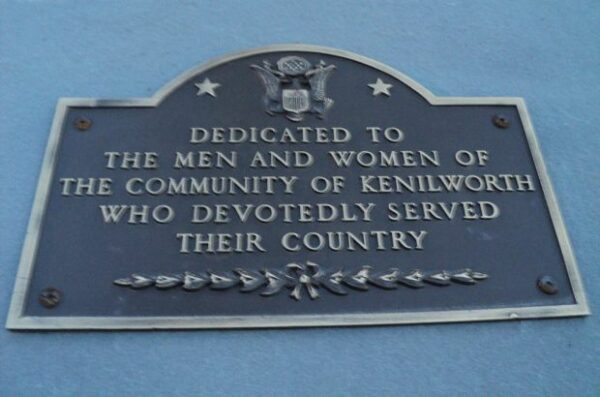 DEDICATED TO
THE MEN AND WOMEN OF
THE COMMUNITY OF KENILWORTH
WHO DEVOTEDLY SERVED
THEIR COUNTRY